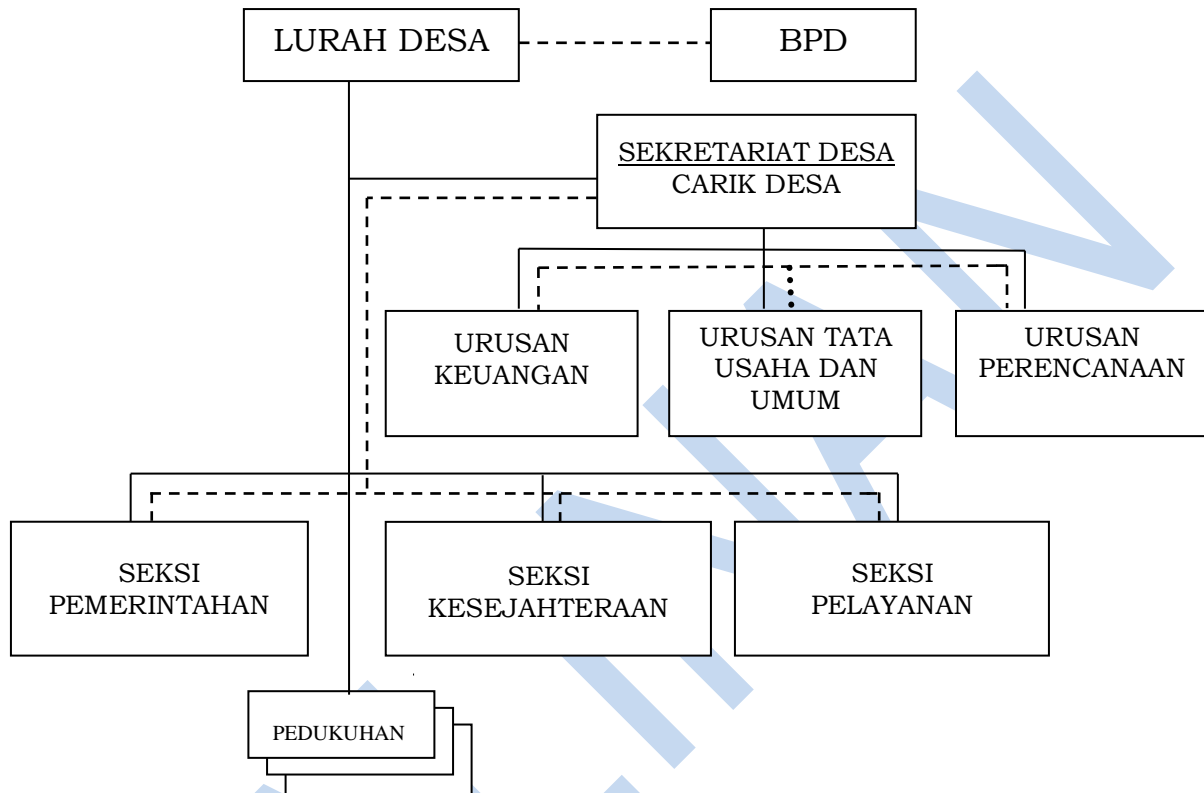 LURAH DESA
BPD
SEKRETARIAT DESA
CARIK DESA
URUSAN
KEUANGAN
URUSAN TATA
USAHA DAN
UMUM
URUSAN
PERENCANAAN
SEKSI
PEMERINTAHAN
SEKSI
KESEJAHTERAAN
SEKSI
PELAYANAN
PEDUKUHAN